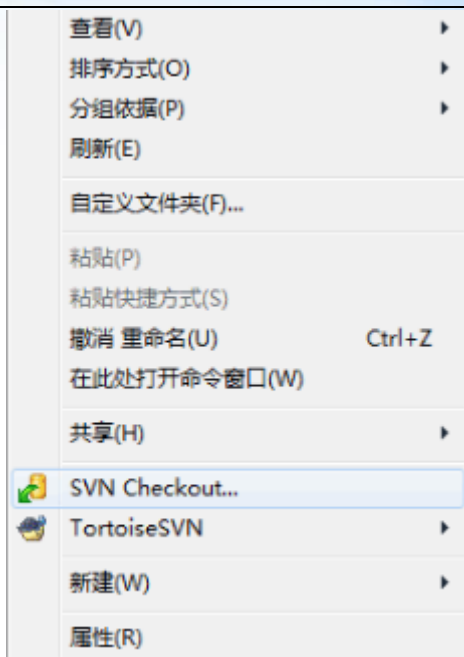 查看(V)
排序方式(O)
分组依据(P)
刷新(E)
自定义文件夹(F)...
粘贴(P)
粘贴快捷方式(S)
撤消 重命名(U) Ctrl+Z
在此处打开命令窗口(W)
共享(H)
SVN Checkout...
TortoiseSVN
新建(W)
属性(R)